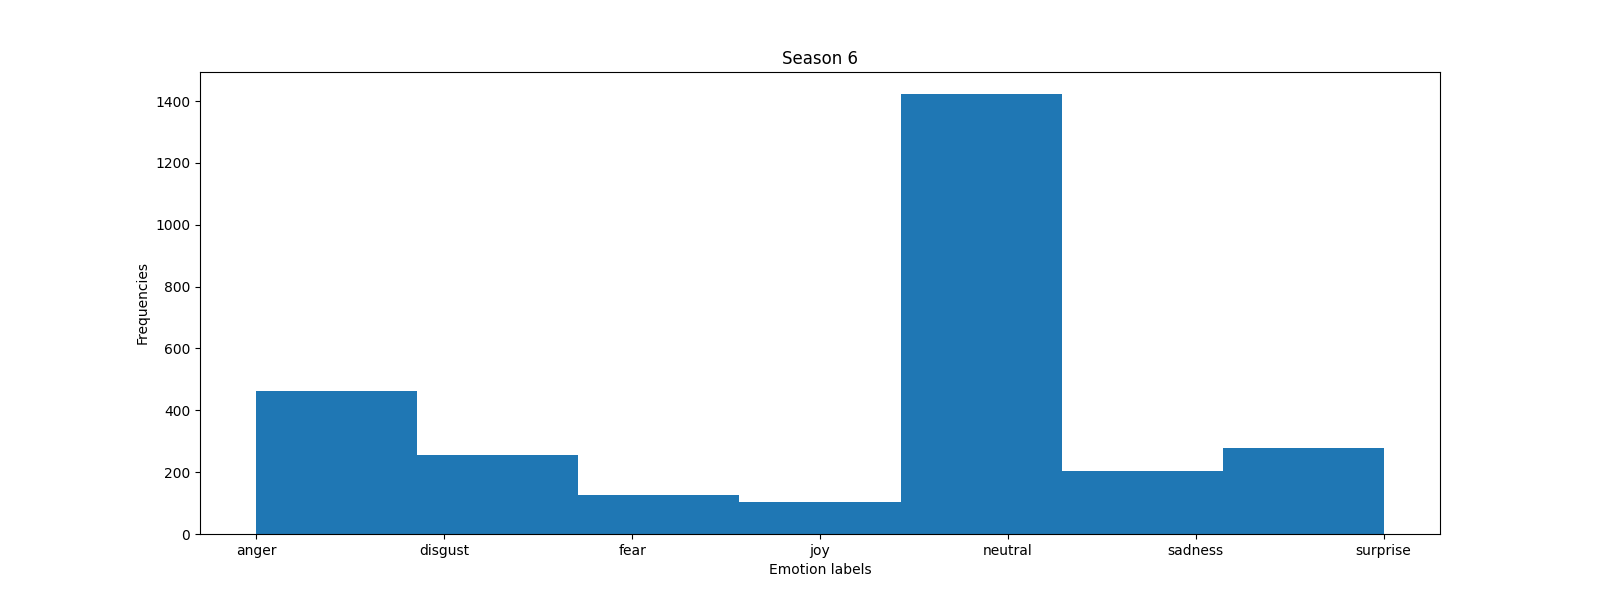 Season 6
1400
1200
1000
800
600
400
200
0
Frequencies
anger disgust fear joy neutral sadness surprise
Emotion labels